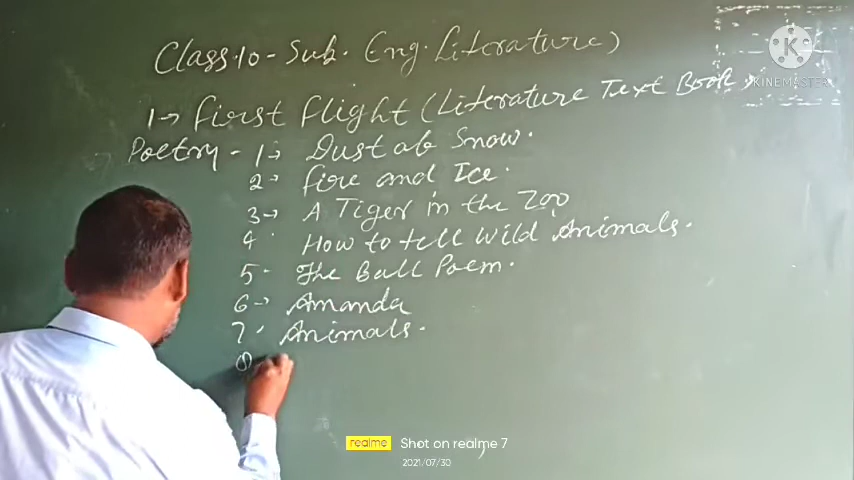 Class.10 - Sub. Eng. Literature)
1→ First flight (Literature Text Book)
Poetry - 1→ Dust ab Snow.
2- fire and Ice.
3→ A Tiger in the Zoo
4. How to tell Wild Animals.
5- The Ball Poem.
6→ Amanda
7. Animals.
8
K
KINEMASTER
realme Shot on realme 7
2021/07/30